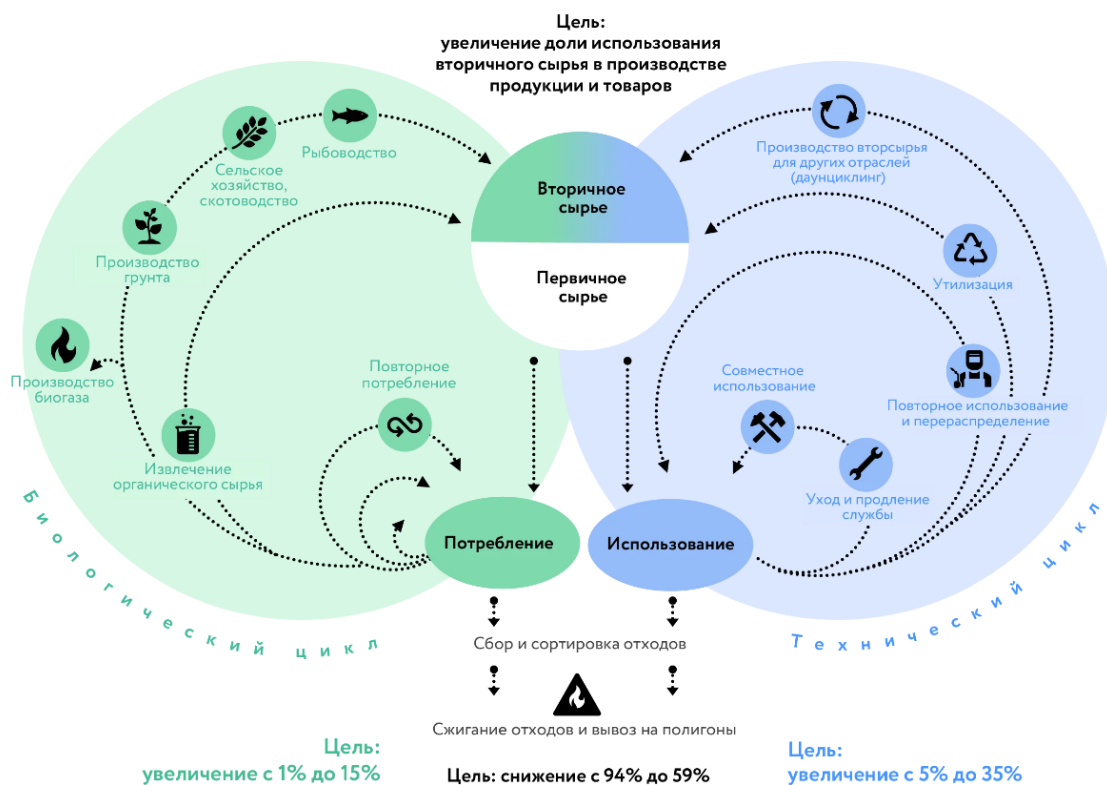 Цель:
увеличение доли использования
вторичного сырья в производстве
продукции и товаров
Рыбоводство
Сельское
хозяйство,
скотоводство
Производство
грунта
Производство
биогаза
Извлечение
органического сырья
Повторное
потребление
Вторичное
сырье
Первичное
сырье
Производство вторсырья
для других отраслей
(даунциклинг)
Утилизация
Совместное
использование
Повторное использование
и перераспределение
Уход и продление
службы
Потребление
Использование
Биологический цикл
Технический цикл
Сбор и сортировка отходов
Сжигание отходов и вывоз на полигоны
Цель:
увеличение с 1% до 15%
Цель: снижение с 94% до 59%
Цель:
увеличение с 5% до 35%